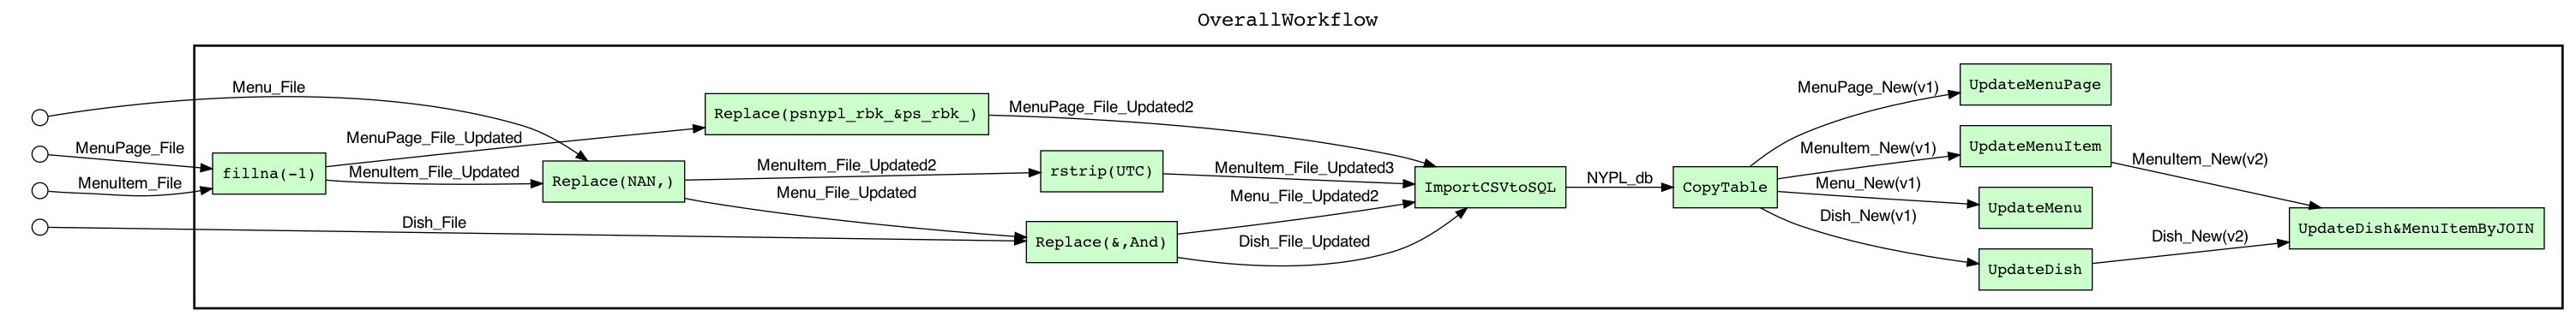 OverallWorkflow
Menu_File
MenuPage_File
MenuItem_File
Dish_File
fillna(-1)
MenuPage_File_Updated
MenuItem_File_Updated
Replace(psnypl_rbk_&ps_rbk_)
Replace(NAN,)
MenuPage_File_Updated2
MenuItem_File_Updated2
Menu_File_Updated
rstrip(UTC)
Replace(&,And)
MenuItem_File_Updated3
Menu_File_Updated2
Dish_File_Updated
ImportCSVtoSQL
NYPL_db
CopyTable
MenuPage_New(v1)
MenuItem_New(v1)
Menu_New(v1)
Dish_New(v1)
UpdateMenuPage
UpdateMenuItem
UpdateMenu
UpdateDish
MenuItem_New(v2)
Dish_New(v2)
UpdateDish&MenuItemByJOIN